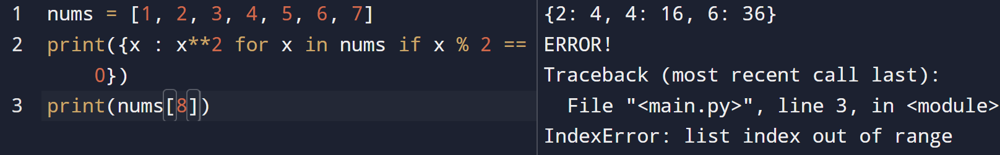 1 nums = [1, 2, 3, 4, 5, 6, 7]
2 print({x : x**2 for x in nums if x % 2 ==
0})
3 print(nums[8])
{2: 4, 4: 16, 6: 36}
ERROR!
Traceback (most recent call last):
  File "<main.py>", line 3, in <module>
IndexError: list index out of range